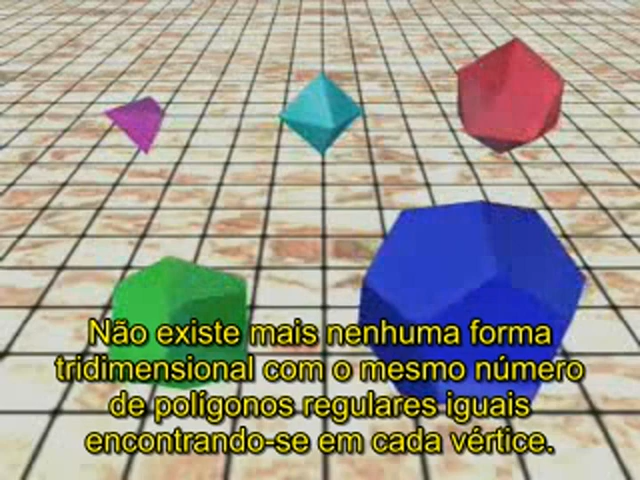 Não existe mais nenhuma forma
tridimensional com o mesmo número
de polígonos regulares iguais
encontrando-se em cada vértice.